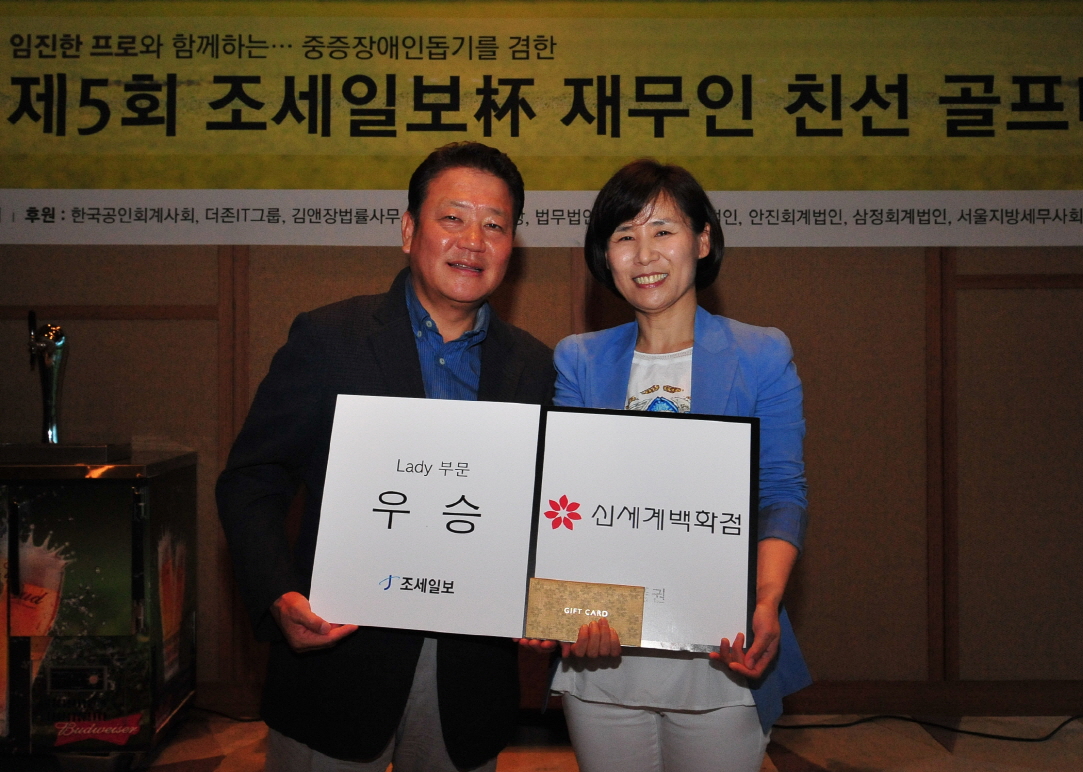 임진한 프로와 함께하는… 중증장애인돕기를 겸한
제5회 조세일보杯 재무인 친선 골프
후원 : 한국공인회계사회, 더존IT그룹, 김앤장법률사무 법무법인 안진회계법인, 삼정회계법인, 서울지방세무사회
Lady 부문
우승
조세일보
신세계백화점
GIFT CARD
권
Budweiser